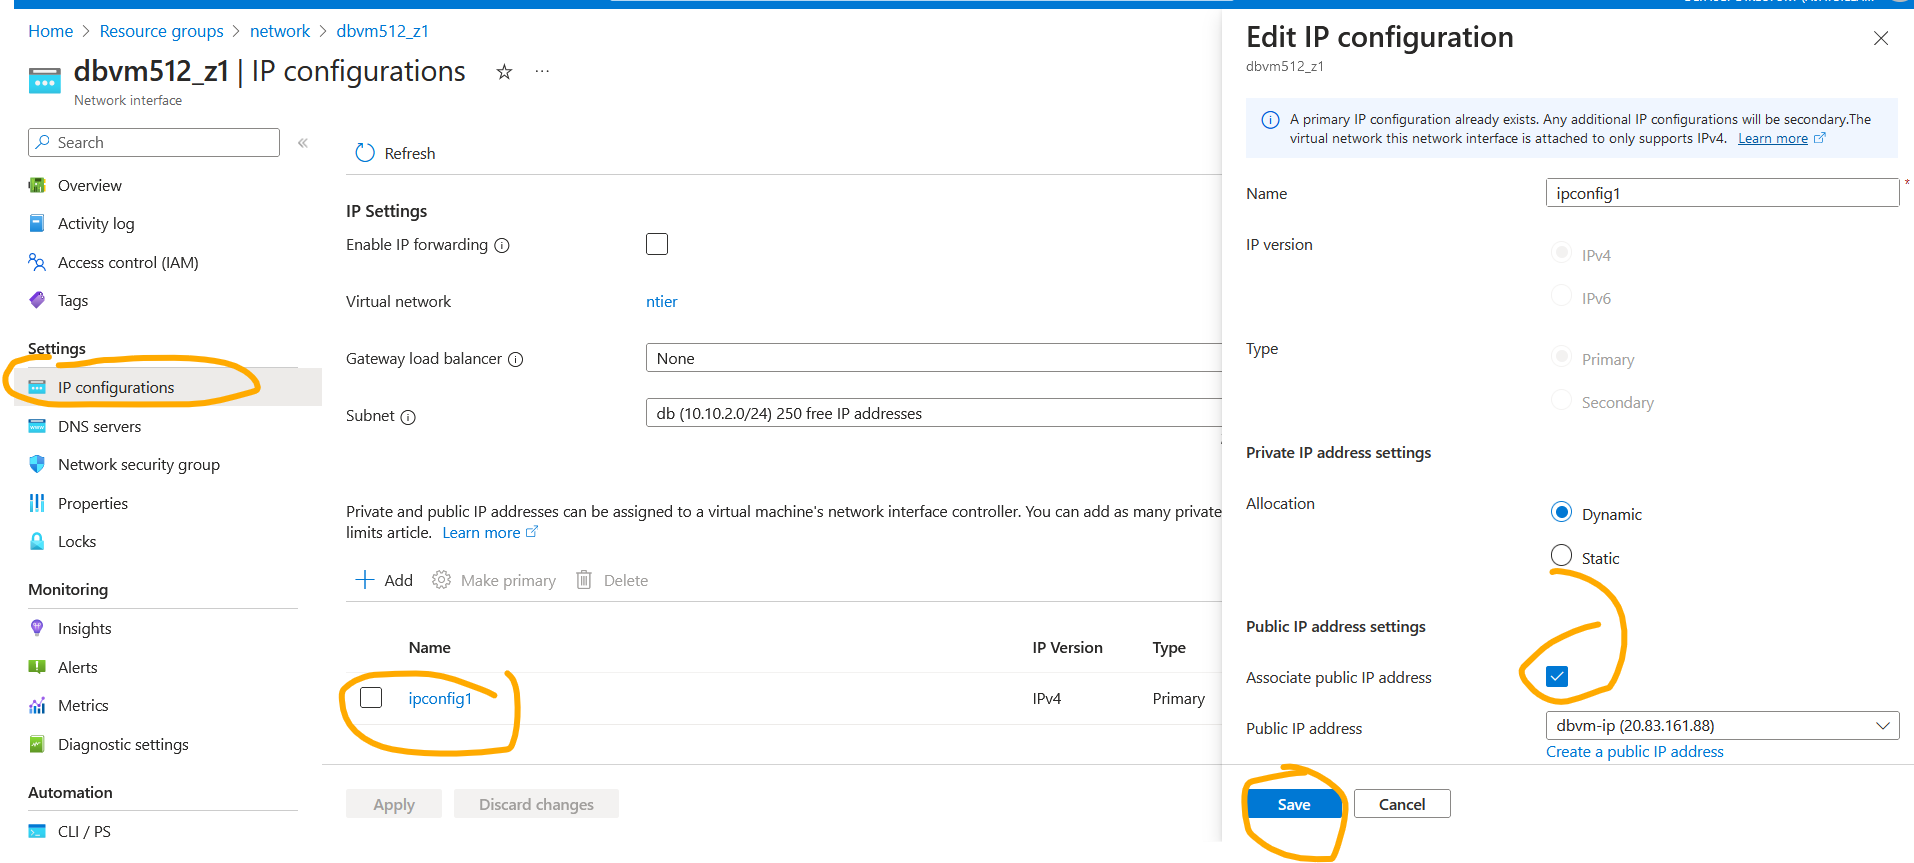 Home > Resource groups > network > dbvm512_z1
dbvm512_z1 | IP configurations
Network interface
Search
Overview
Activity log
Access control (IAM)
Tags
Settings
IP configurations
DNS servers
Network security group
Properties
Locks
Monitoring
Insights
Alerts
Metrics
Diagnostic settings
Automation
CLI / PS
Refresh
IP Settings
Enable IP forwarding
Virtual network
ntier
Gateway load balancer
None
Subnet
db (10.10.2.0/24) 250 free IP addresses
Private and public IP addresses can be assigned to a virtual machine's network interface controller. You can add as many private
limits article. Learn more
Add Make primary Delete
Name IP Version Type
ipconfig1 IPv4 Primary
Apply Discard changes
Edit IP configuration
dbvm512_z1
A primary IP configuration already exists. Any additional IP configurations will be secondary.The
virtual network this network interface is attached to only supports IPv4. Learn more
Name
ipconfig1 *
IP version
IPv4
IPv6
Type
Primary
Secondary
Private IP address settings
Allocation
Dynamic
Static
Public IP address settings
Associate public IP address
Public IP address
dbvm-ip (20.83.161.88)
Create a public IP address
Save Cancel